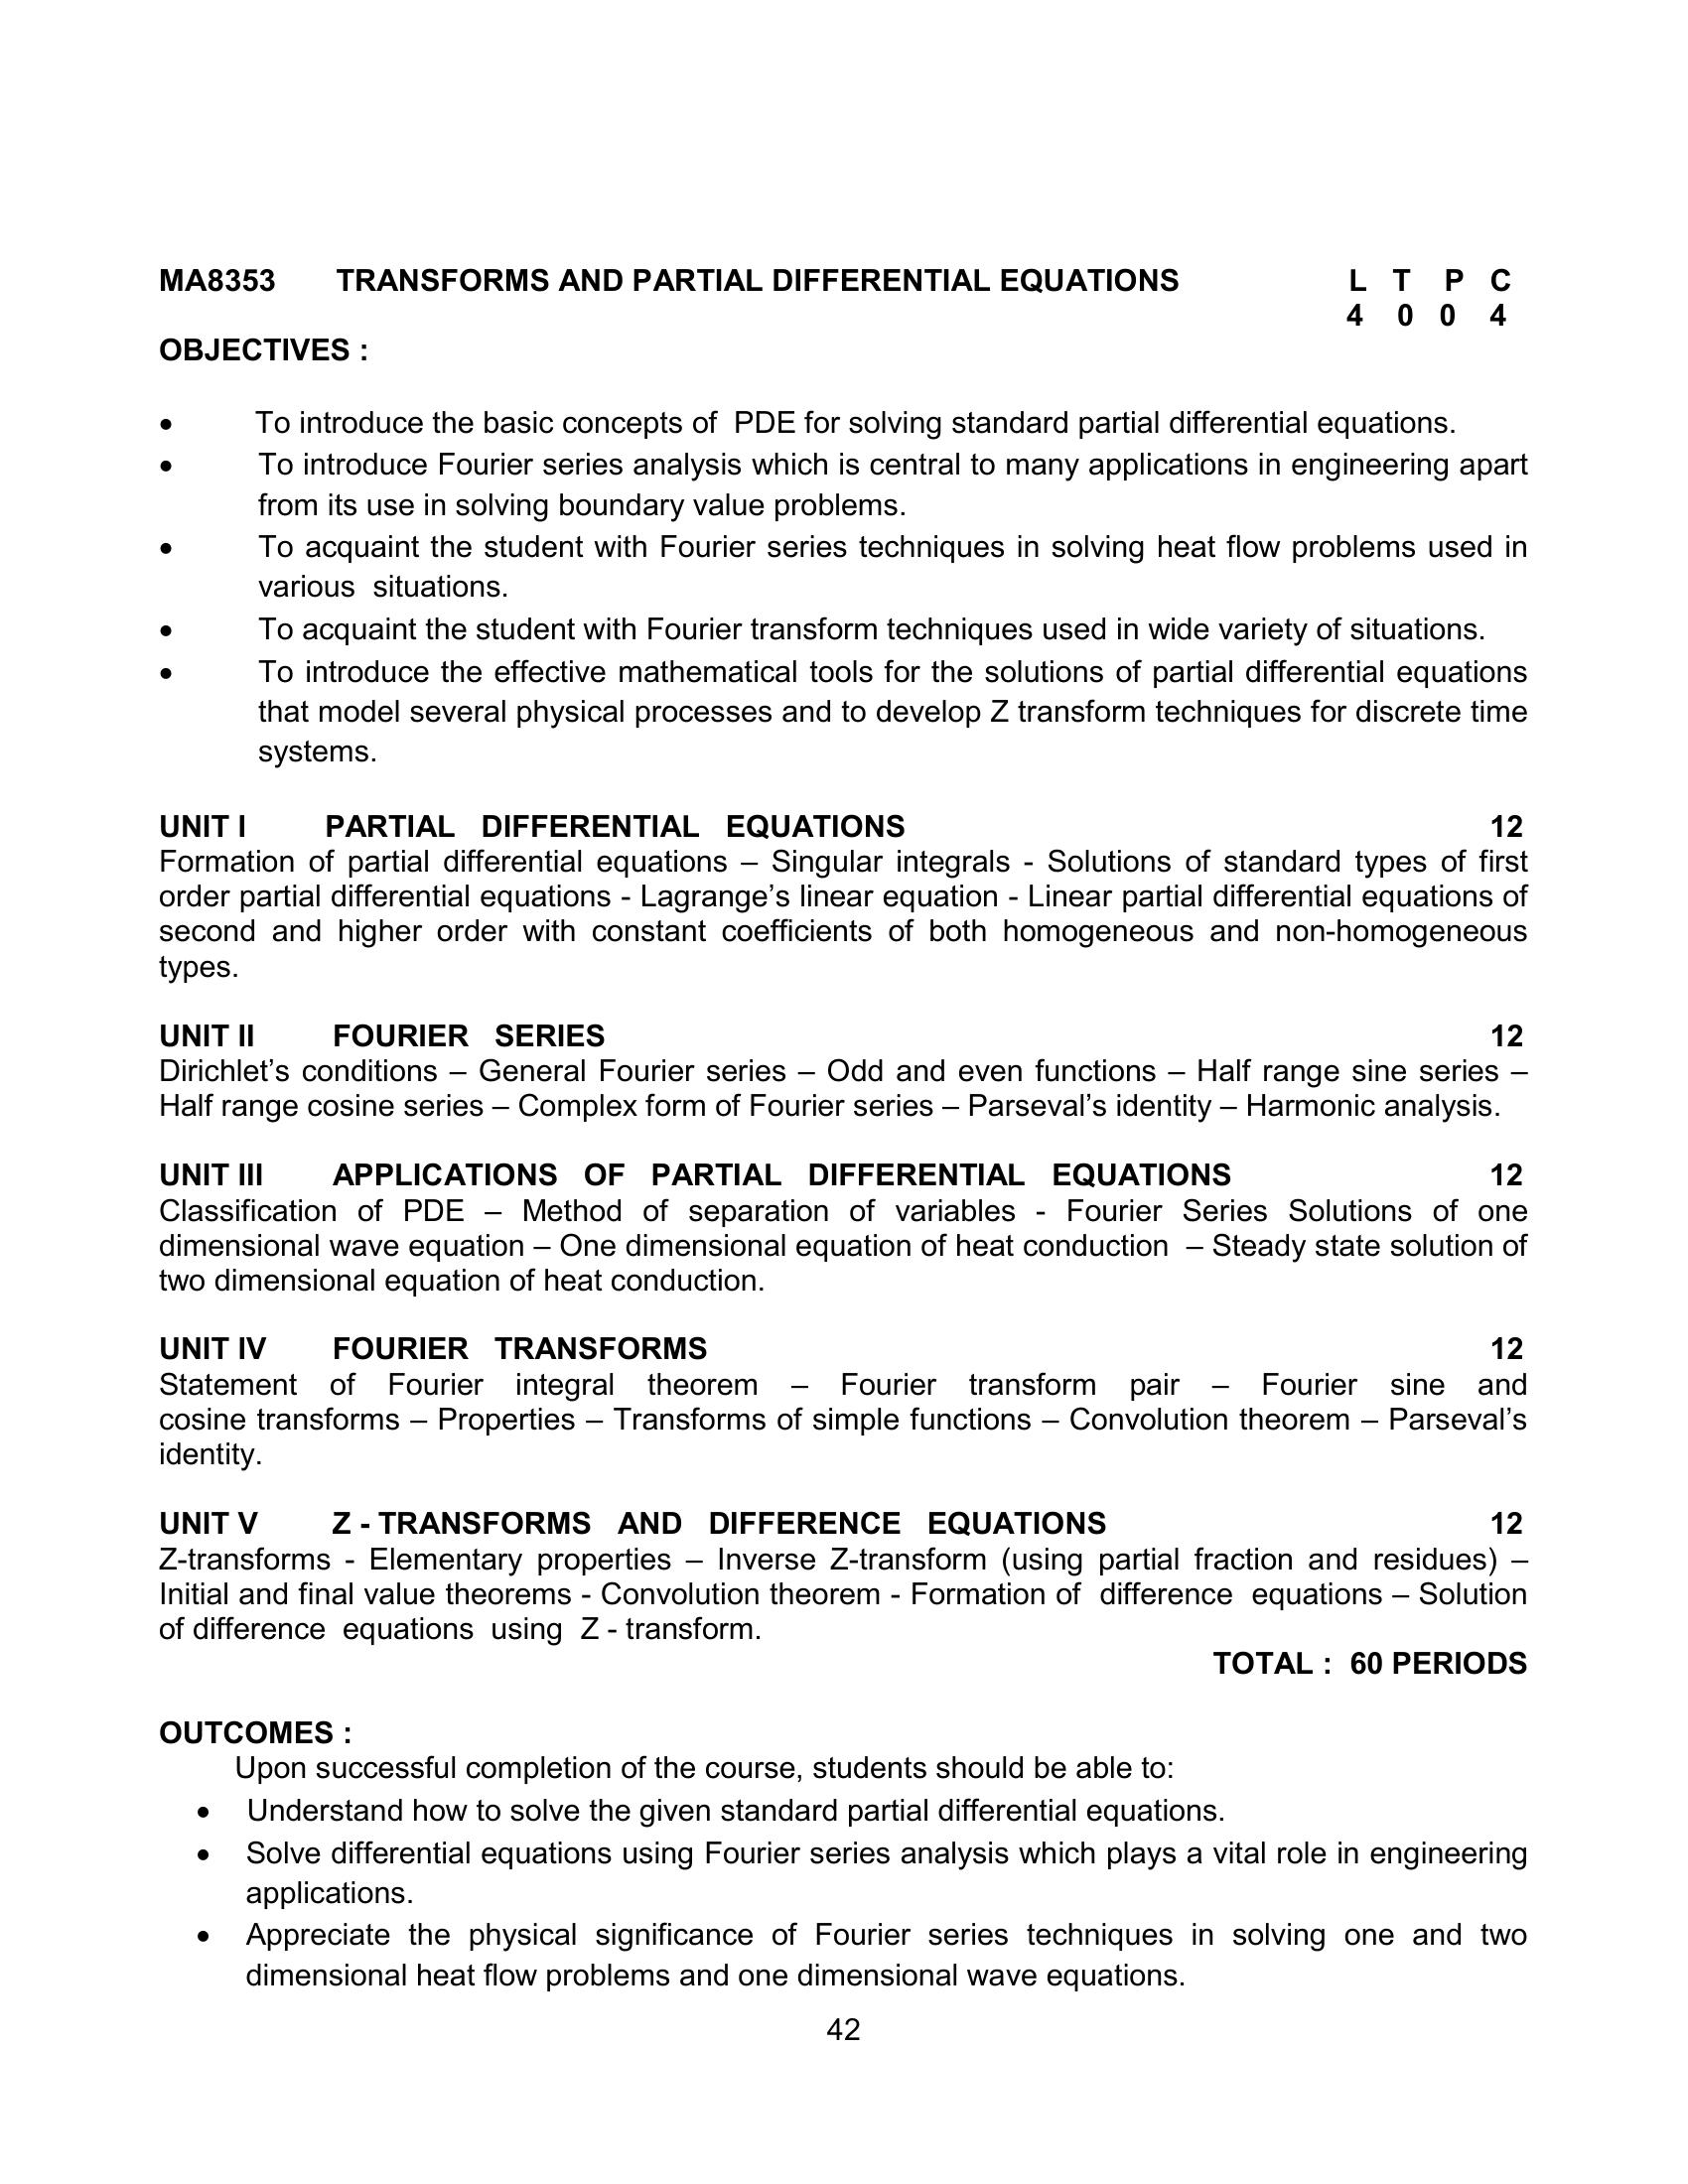 MA8353 TRANSFORMS AND PARTIAL DIFFERENTIAL EQUATIONS L T P C
4 0 0 4
OBJECTIVES :
• To introduce the basic concepts of PDE for solving standard partial differential equations.
• To introduce Fourier series analysis which is central to many applications in engineering apart
from its use in solving boundary value problems.
• To acquaint the student with Fourier series techniques in solving heat flow problems used in
various situations.
• To acquaint the student with Fourier transform techniques used in wide variety of situations.
• To introduce the effective mathematical tools for the solutions of partial differential equations
that model several physical processes and to develop Z transform techniques for discrete time
systems.
UNIT I PARTIAL DIFFERENTIAL EQUATIONS 12
Formation of partial differential equations – Singular integrals - Solutions of standard types of first
order partial differential equations - Lagrange’s linear equation - Linear partial differential equations of
second and higher order with constant coefficients of both homogeneous and non-homogeneous
types.
UNIT II FOURIER SERIES 12
Dirichlet’s conditions – General Fourier series – Odd and even functions – Half range sine series –
Half range cosine series – Complex form of Fourier series – Parseval’s identity – Harmonic analysis.
UNIT III APPLICATIONS OF PARTIAL DIFFERENTIAL EQUATIONS 12
Classification of PDE – Method of separation of variables - Fourier Series Solutions of one
dimensional wave equation – One dimensional equation of heat conduction – Steady state solution of
two dimensional equation of heat conduction.
UNIT IV FOURIER TRANSFORMS 12
Statement of Fourier integral theorem – Fourier transform pair – Fourier sine and
cosine transforms – Properties – Transforms of simple functions – Convolution theorem – Parseval’s
identity.
UNIT V Z - TRANSFORMS AND DIFFERENCE EQUATIONS 12
Z-transforms - Elementary properties – Inverse Z-transform (using partial fraction and residues) –
Initial and final value theorems - Convolution theorem - Formation of difference equations – Solution
of difference equations using Z - transform.
TOTAL : 60 PERIODS
OUTCOMES :
Upon successful completion of the course, students should be able to:
• Understand how to solve the given standard partial differential equations.
• Solve differential equations using Fourier series analysis which plays a vital role in engineering
applications.
• Appreciate the physical significance of Fourier series techniques in solving one and two
dimensional heat flow problems and one dimensional wave equations.
42